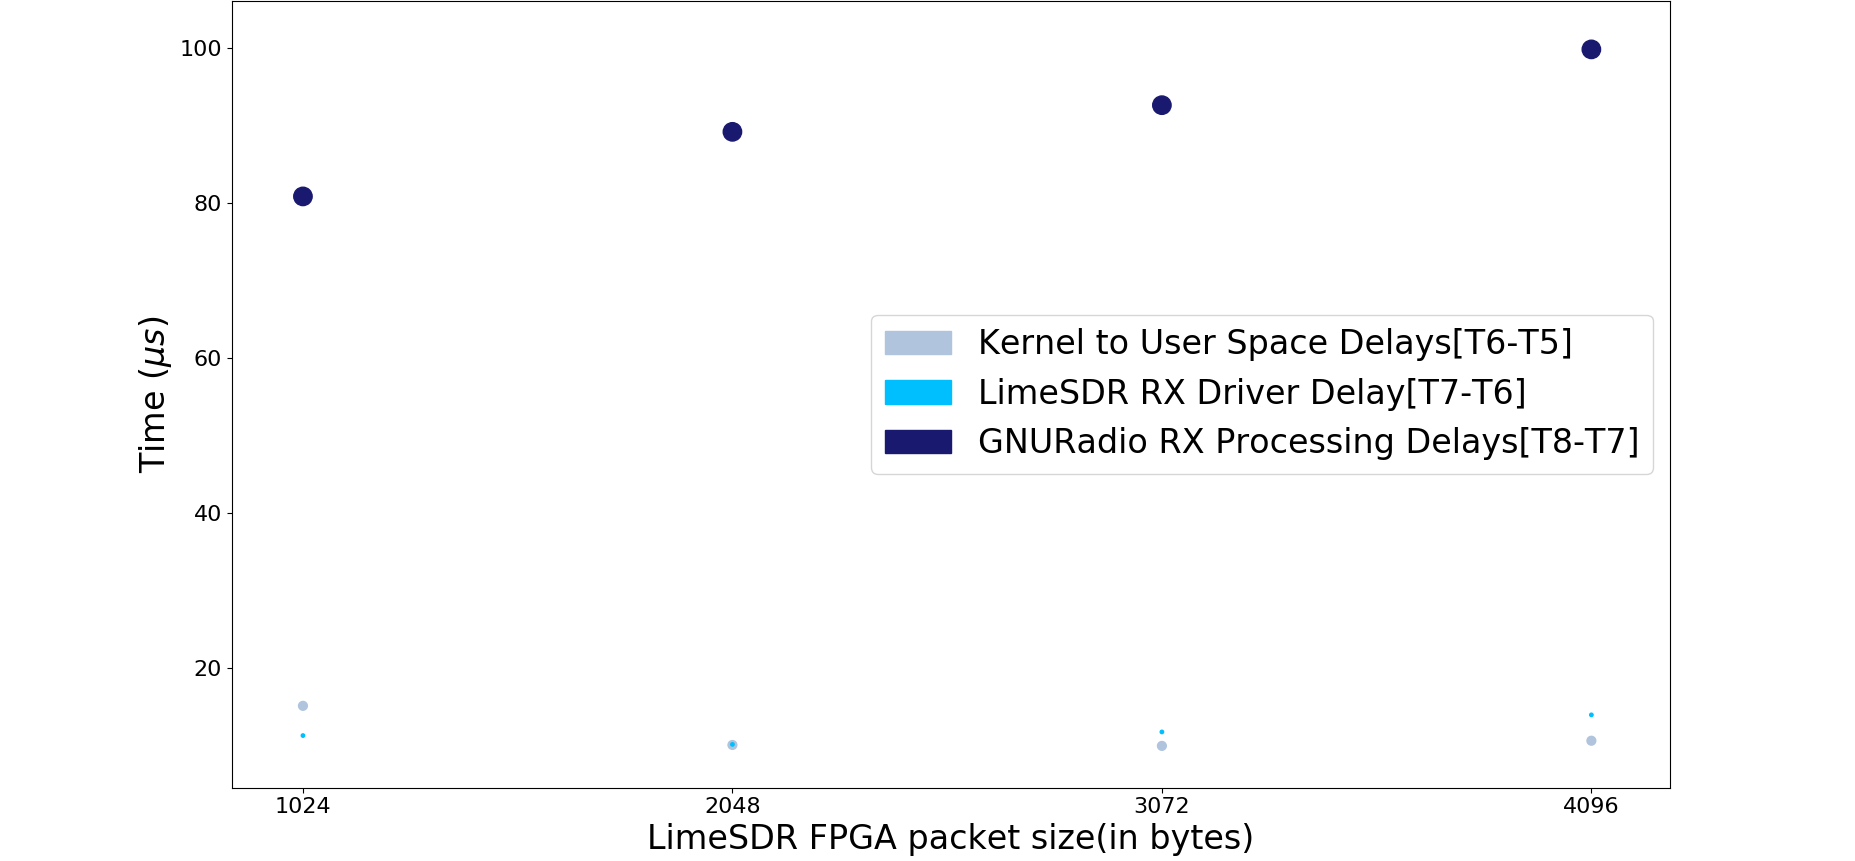 100
80
60
40
20
Time (μs)
Kernel to User Space Delays[T6-T5]
LimeSDR RX Driver Delay[T7-T6]
GNURadio RX Processing Delays[T8-T7]
1024 2048 3072 4096
LimeSDR FPGA packet size(in bytes)